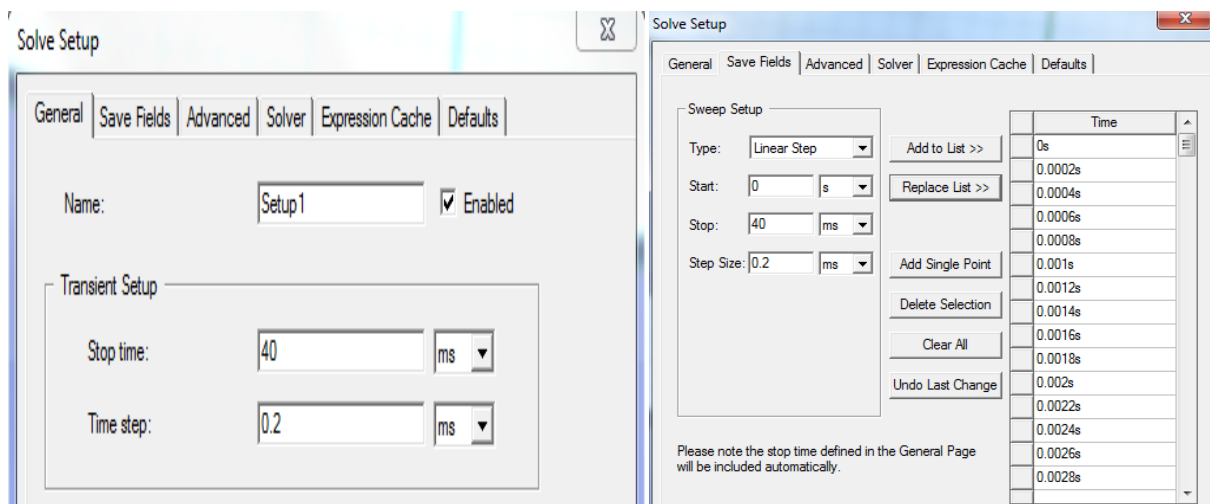 Solve Setup
General Save Fields Advanced Solver Expression Cache Defaults
Name: Setup1 Enabled
Transient Setup
Stop time: 40 ms
Time step: 0.2 ms
Solve Setup
General Save Fields Advanced Solver Expression Cache Defaults
Sweep Setup
Type: Linear Step
Start: 0 s
Stop: 40 ms
Step Size: 0.2 ms
Add to List >>
Replace List >>
Add Single Point
Delete Selection
Clear All
Undo Last Change
Time
0s
0.0002s
0.0004s
0.0006s
0.0008s
0.001s
0.0012s
0.0014s
0.0016s
0.0018s
0.002s
0.0022s
0.0024s
0.0026s
0.0028s
Please note the stop time defined in the General Page
will be included automatically.